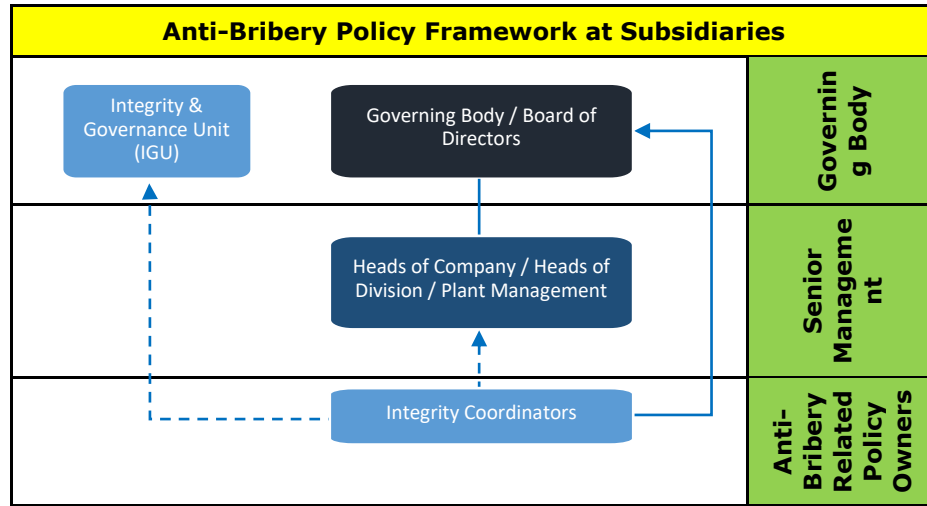 Anti-Bribery Policy Framework at Subsidiaries
Integrity &
Governance Unit
(IGU)
Governing Body / Board of
Directors
Governin
g Body
Heads of Company / Heads of
Division / Plant Management
Senior
Manageme
nt
Integrity Coordinators
Anti-
Bribery
Related
Policy
Owners